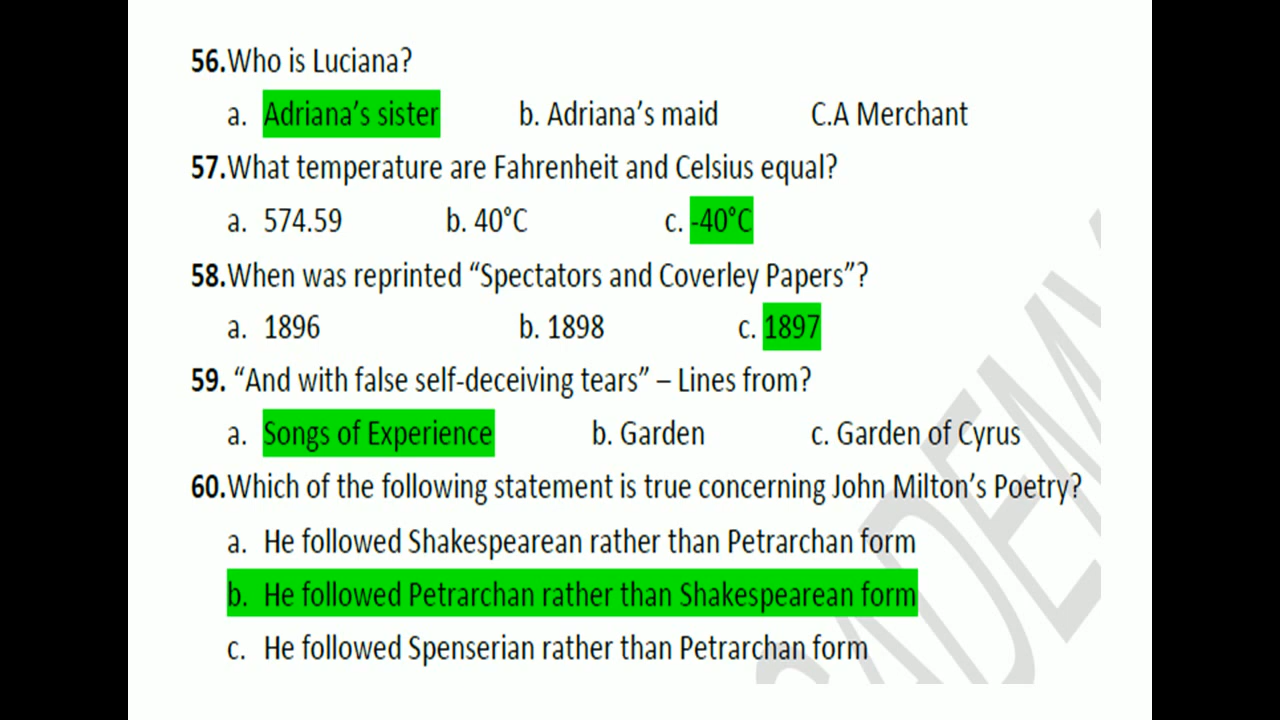 56.Who is Luciana?
a. Adriana’s sister b. Adriana’s maid C.A Merchant
57.What temperature are Fahrenheit and Celsius equal?
a. 574.59 b. 40°C c. -40°C
58.When was reprinted “Spectators and Coverley Papers”?
a. 1896 b. 1898 c. 1897
59. “And with false self-deceiving tears” – Lines from?
a. Songs of Experience b. Garden c. Garden of Cyrus
60.Which of the following statement is true concerning John Milton’s Poetry?
a. He followed Shakespearean rather than Petrarchan form
b. He followed Petrarchan rather than Shakespearean form
c. He followed Spenserian rather than Petrarchan form